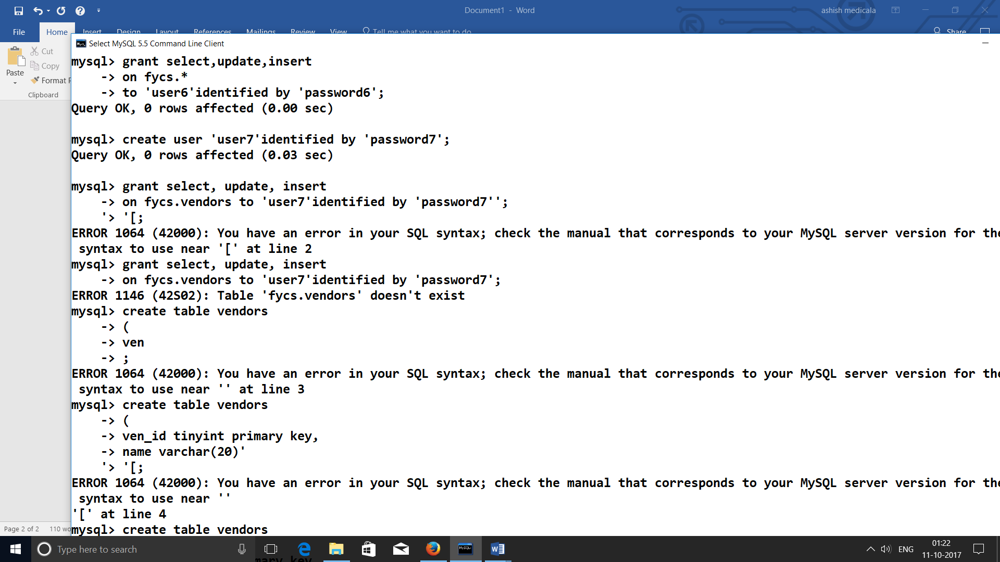 Document1 - Word
ashish medicala
File Home Insert Design Layout References Mailings Review View Tell me what you want to do Share
Cut
Copy
Paste
Format P
Clipboard
Select MySQL 5.5 Command Line Client
mysql> grant select,update,insert
-> on fycs.*
-> to 'user6'identified by 'password6';
Query OK, 0 rows affected (0.00 sec)
mysql> create user 'user7'identified by 'password7';
Query OK, 0 rows affected (0.03 sec)
mysql> grant select, update, insert
-> on fycs.vendors to 'user7'identified by 'password7'';
'> '[;
ERROR 1064 (42000): You have an error in your SQL syntax; check the manual that corresponds to your MySQL server version for the
syntax to use near '[' at line 2
mysql> grant select, update, insert
-> on fycs.vendors to 'user7'identified by 'password7';
ERROR 1146 (42S02): Table 'fycs.vendors' doesn't exist
mysql> create table vendors
-> (
-> ven
-> ;
ERROR 1064 (42000): You have an error in your SQL syntax; check the manual that corresponds to your MySQL server version for the
syntax to use near '' at line 3
mysql> create table vendors
-> (
-> ven_id tinyint primary key,
-> name varchar(20)'
'> '[;
ERROR 1064 (42000): You have an error in your SQL syntax; check the manual that corresponds to your MySQL server version for the
syntax to use near ''
'[' at line 4
mysql> create table vendors
Page 2 of 2 110 wo
Type here to search
ENG
01:22
11-10-2017